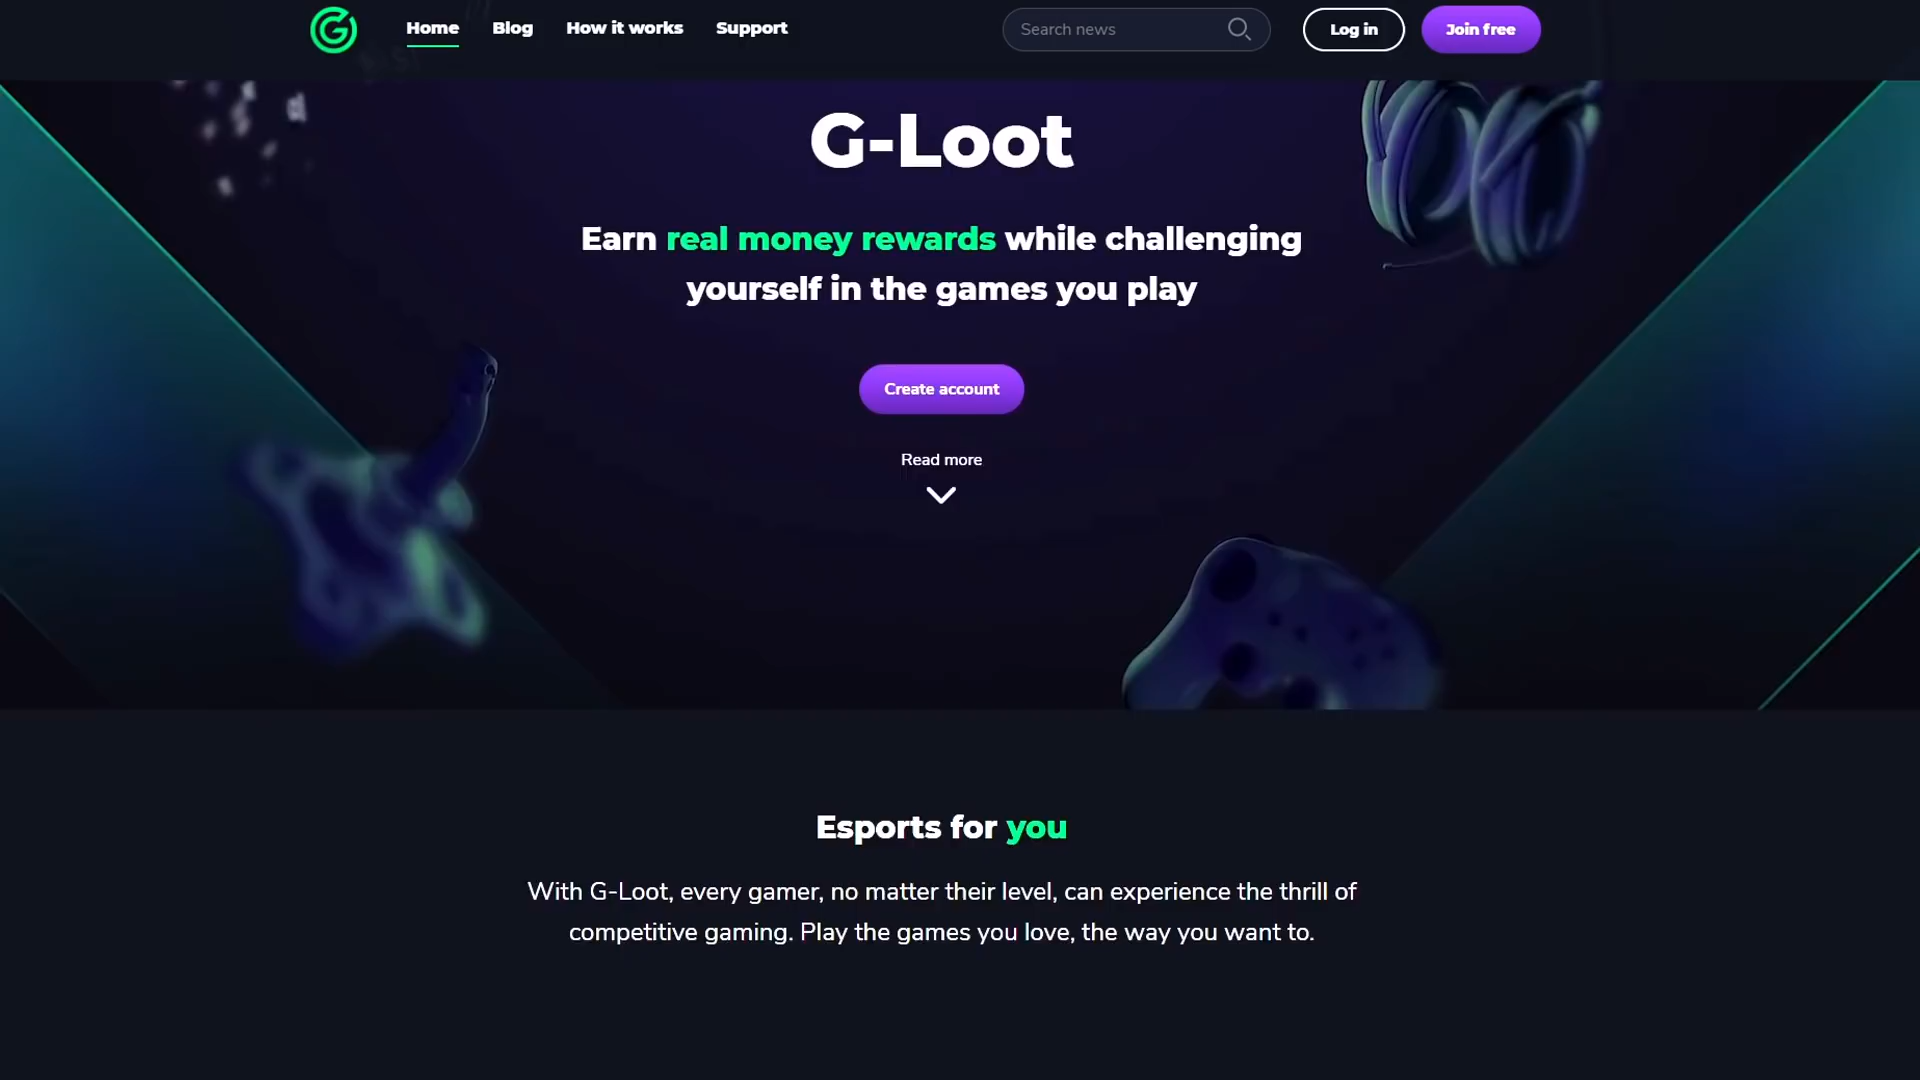 Home Blog How it works Support Search news Log in Join free
G-Loot
Earn real money rewards while challenging
yourself in the games you play
Create account
Read more
Esports for you
With G-Loot, every gamer, no matter their level, can experience the thrill of
competitive gaming. Play the games you love, the way you want to.